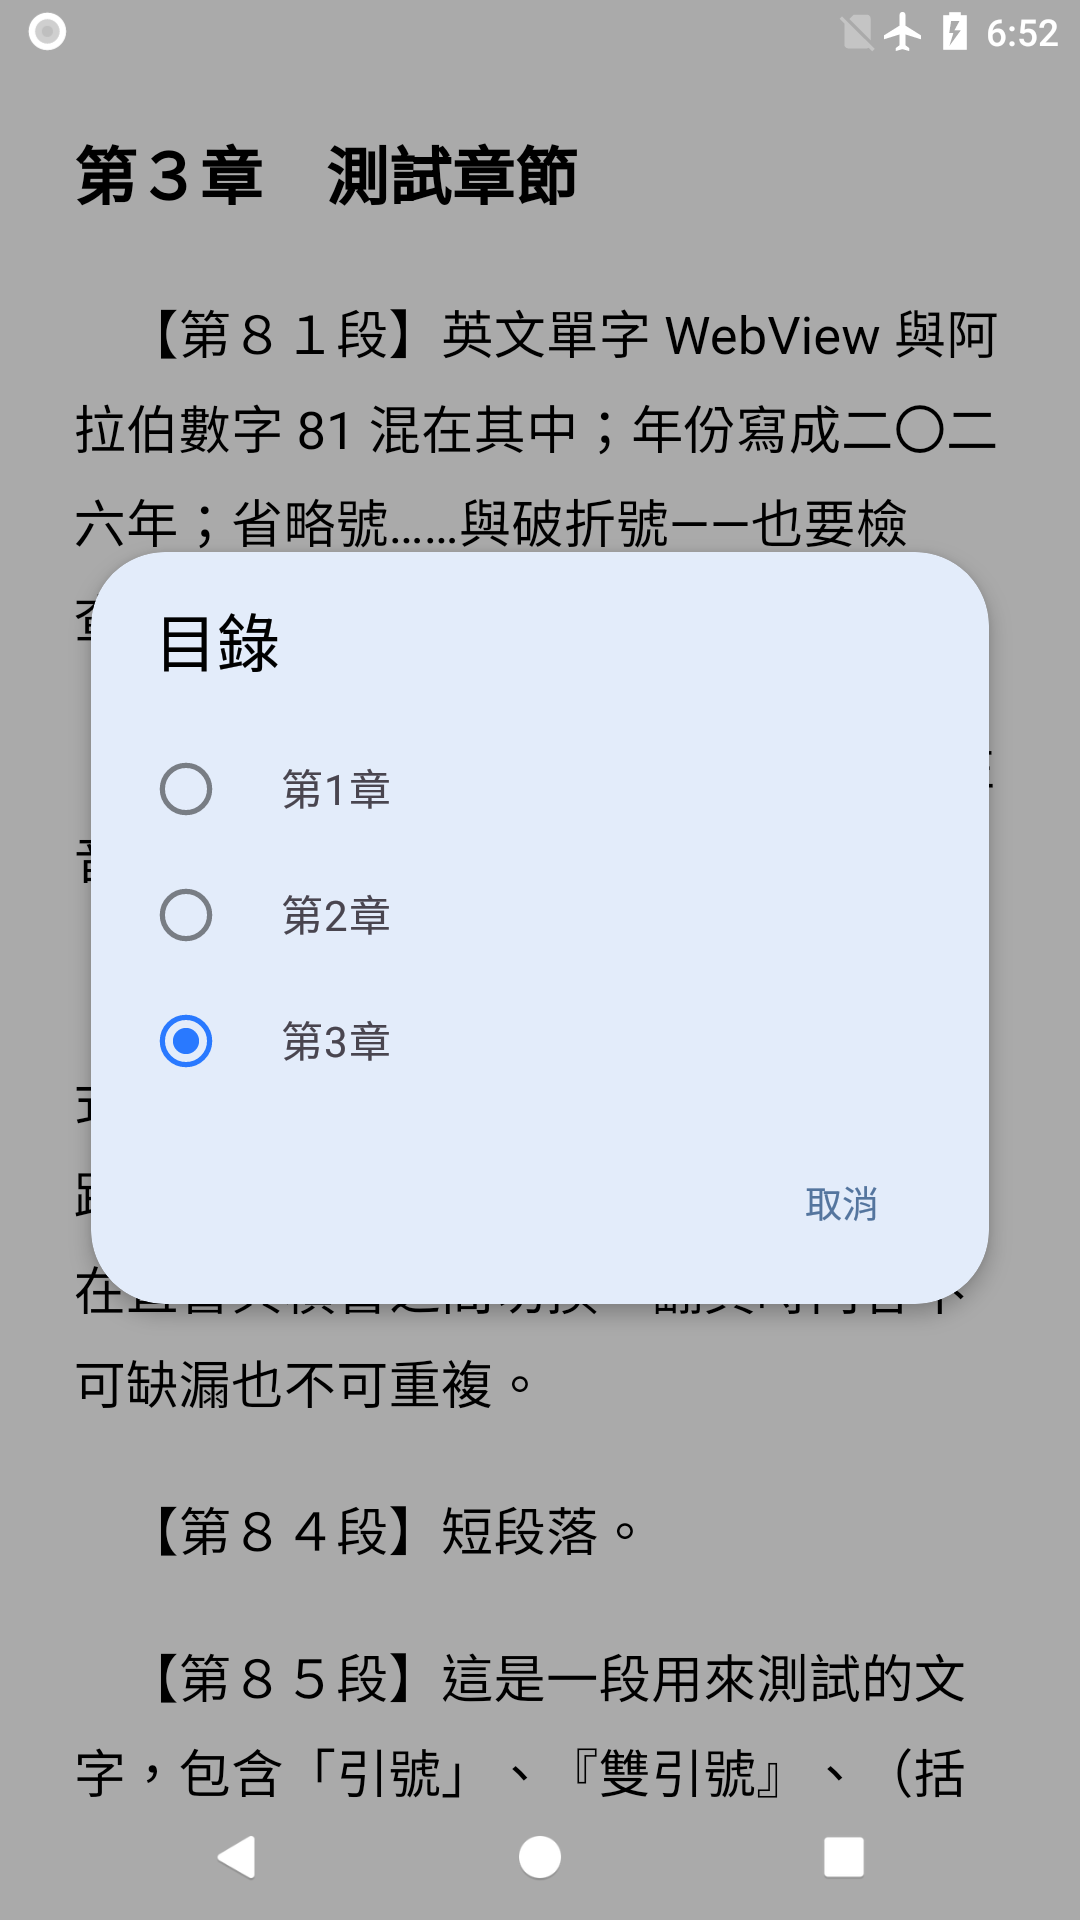 6:52
第３章　測試章節
【第８１段】英文單字 WebView 與阿
拉伯數字 81 混在其中；年份寫成二〇二
六年；省略號……與破折號——也要檢
目錄
第1章
第2章
第3章
取消
可缺漏也不可重複。
【第８４段】短段落。
【第８５段】這是一段用來測試的文
字，包含「引號」、『雙引號』、（括